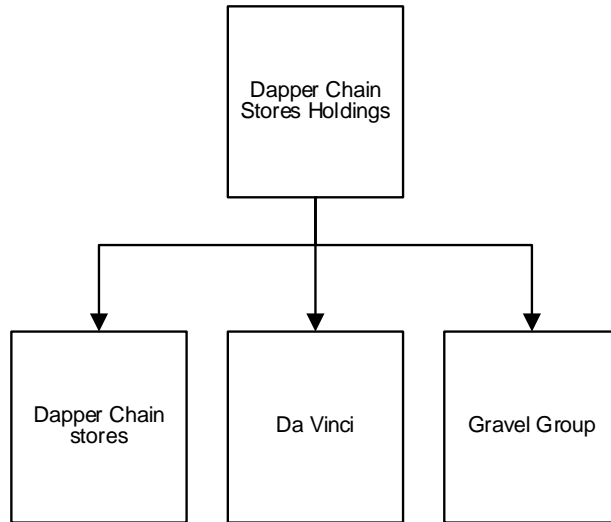 Dapper Chain
Stores Holdings
Dapper Chain
stores
Da Vinci
Gravel Group